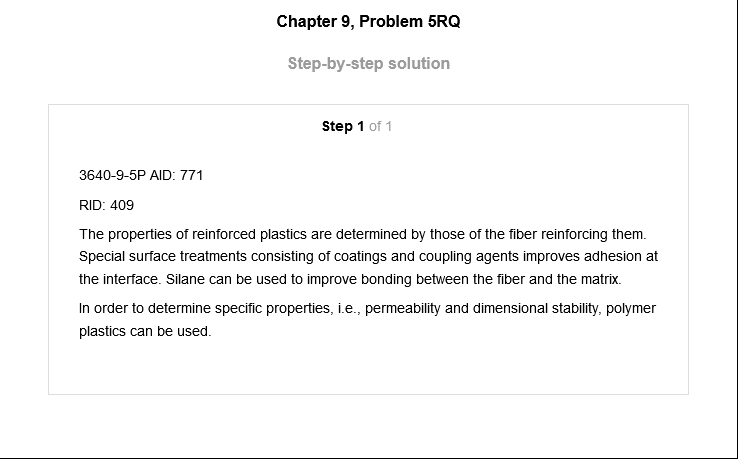 Chapter 9, Problem 5RQ
Step-by-step solution
Step 1 of 1
3640-9-5P AID: 771
RID: 409
The properties of reinforced plastics are determined by those of the fiber reinforcing them.
Special surface treatments consisting of coatings and coupling agents improves adhesion at
the interface. Silane can be used to improve bonding between the fiber and the matrix.
In order to determine specific properties, i.e., permeability and dimensional stability, polymer
plastics can be used.